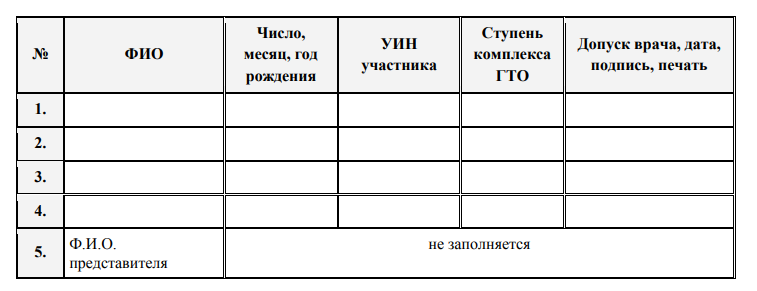 №
ФИО
Число,
месяц, год
рождения
УИН
участника
Ступень
комплекса
ГТО
Допуск врача, дата,
подпись, печать
1.
2.
3.
4.
5.
Ф.И.О.
представителя
не заполняется